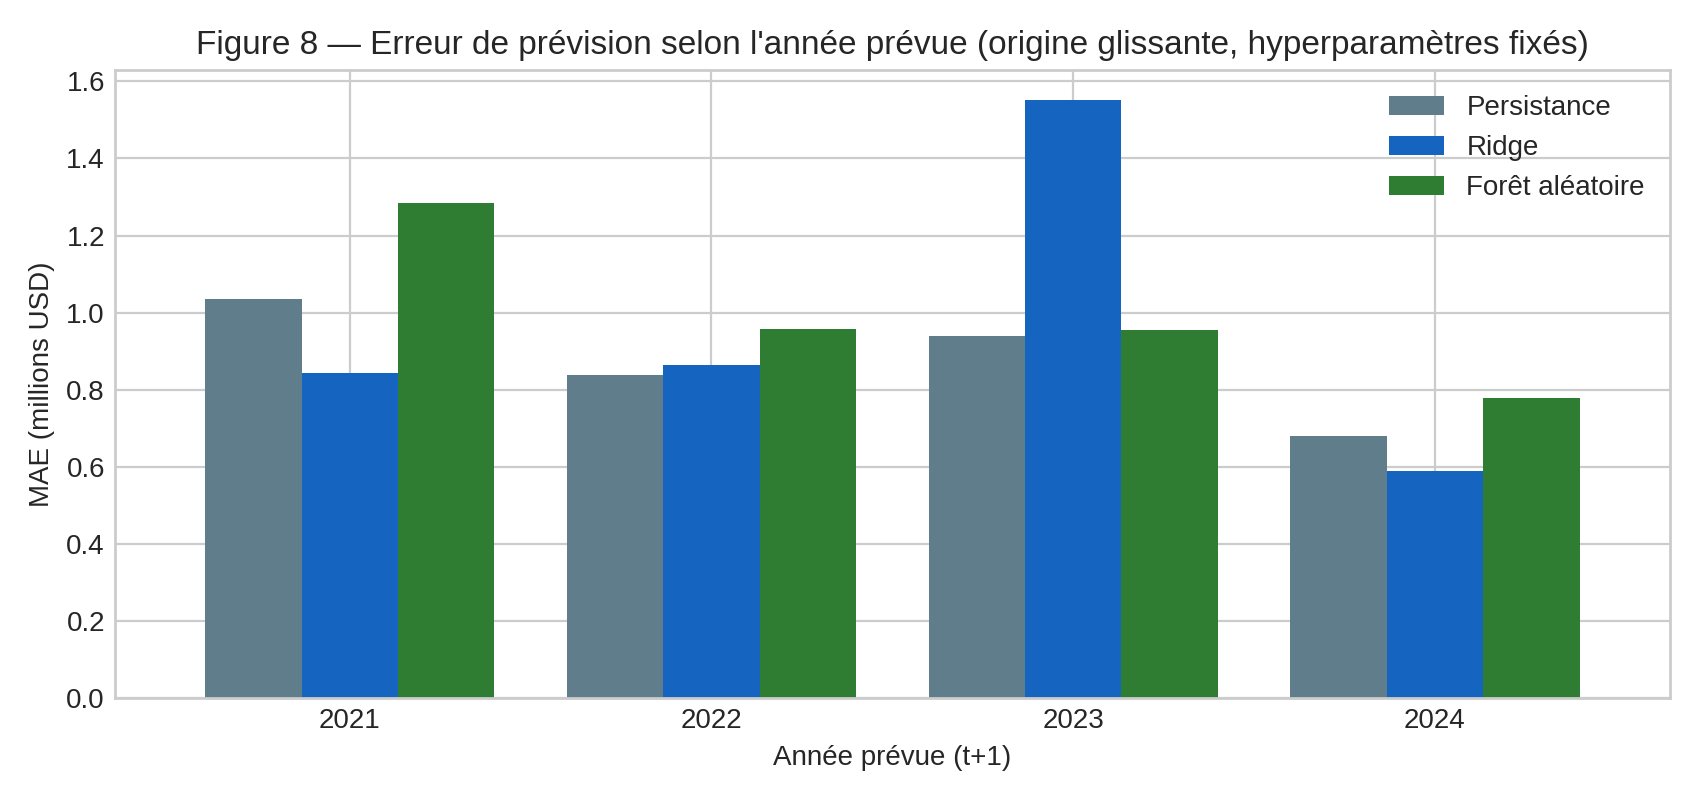 Figure 8 — Erreur de prévision selon l'année prévue (origine glissante, hyperparamètres fixés)
Persistance
Ridge
Forêt aléatoire
MAE (millions USD)
1.6
1.4
1.2
1.0
0.8
0.6
0.4
0.2
0.0
2021 2022 2023 2024
Année prévue (t+1)